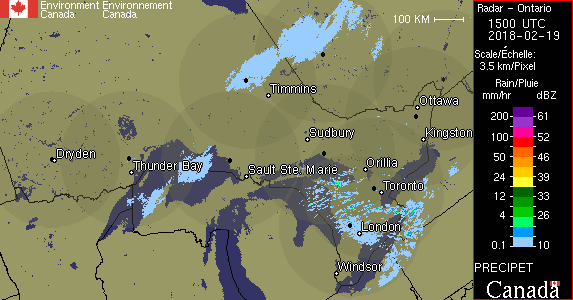 Environment Environnement
Canada Canada
100 KM
Timmins
Ottawa
Sudbury
Kingston
Dryden
Thunder Bay
Sault Ste. Marie
Orillia
Toronto
London
Windsor
Radar - Ontario
1500 UTC
2018-02-19
Scale/Échelle:
3.5 km/Pixel
Rain/Pluie
mm/hr dBZ
200 61
100 52
50 46
24 39
12 33
4 26
0.1 10
PRECIPET
Canada